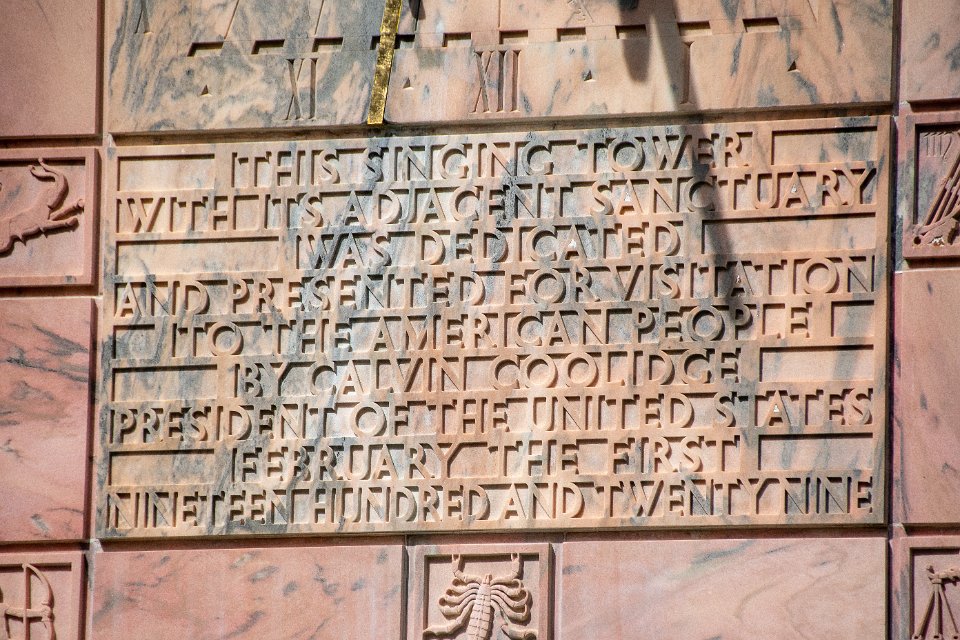 XI XII I
THIS SINGING TOWER
WITH ITS ADJACENT SANCTUARY
WAS DEDICATED
AND PRESENTED FOR VISITATION
TO THE AMERICAN PEOPLE
BY CALVIN COOLIDGE
PRESIDENT OF THE UNITED STATES
FEBRUARY THE FIRST
NINETEEN HUNDRED AND TWENTY NINE